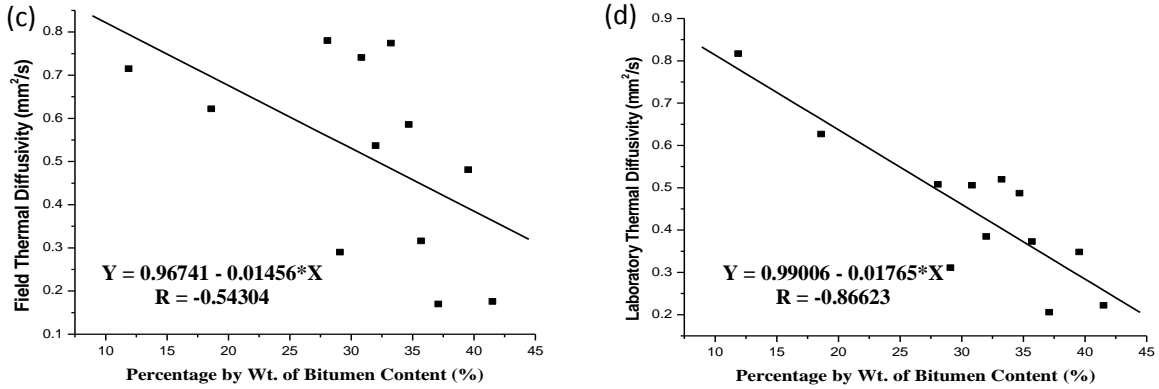 (c)
Field Thermal Diffusivity (mm²/s)
0.8
0.7
0.6
0.5
0.4
0.3
0.2
0.1
Y = 0.96741 - 0.01456*X
R = -0.54304
10 15 20 25 30 35 40 45
Percentage by Wt. of Bitumen Content (%)
(d)
Laboratory Thermal Diffusivity (mm²/s)
0.9
0.8
0.7
0.6
0.5
0.4
0.3
0.2
Y = 0.99006 - 0.01765*X
R = -0.86623
10 15 20 25 30 35 40 45
Percentage by Wt. of Bitumen Content (%)